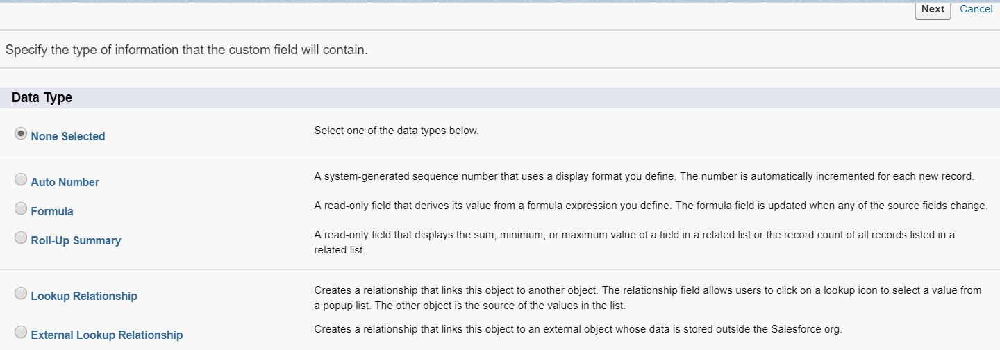 Next Cancel
Specify the type of information that the custom field will contain.
Data Type
None Selected
Select one of the data types below.
Auto Number
A system-generated sequence number that uses a display format you define. The number is automatically incremented for each new record.
Formula
A read-only field that derives its value from a formula expression you define. The formula field is updated when any of the source fields change.
Roll-Up Summary
A read-only field that displays the sum, minimum, or maximum value of a field in a related list or the record count of all records listed in a
related list.
Lookup Relationship
Creates a relationship that links this object to another object. The relationship field allows users to click on a lookup icon to select a value from
a popup list. The other object is the source of the values in the list.
External Lookup Relationship
Creates a relationship that links this object to an external object whose data is stored outside the Salesforce org.